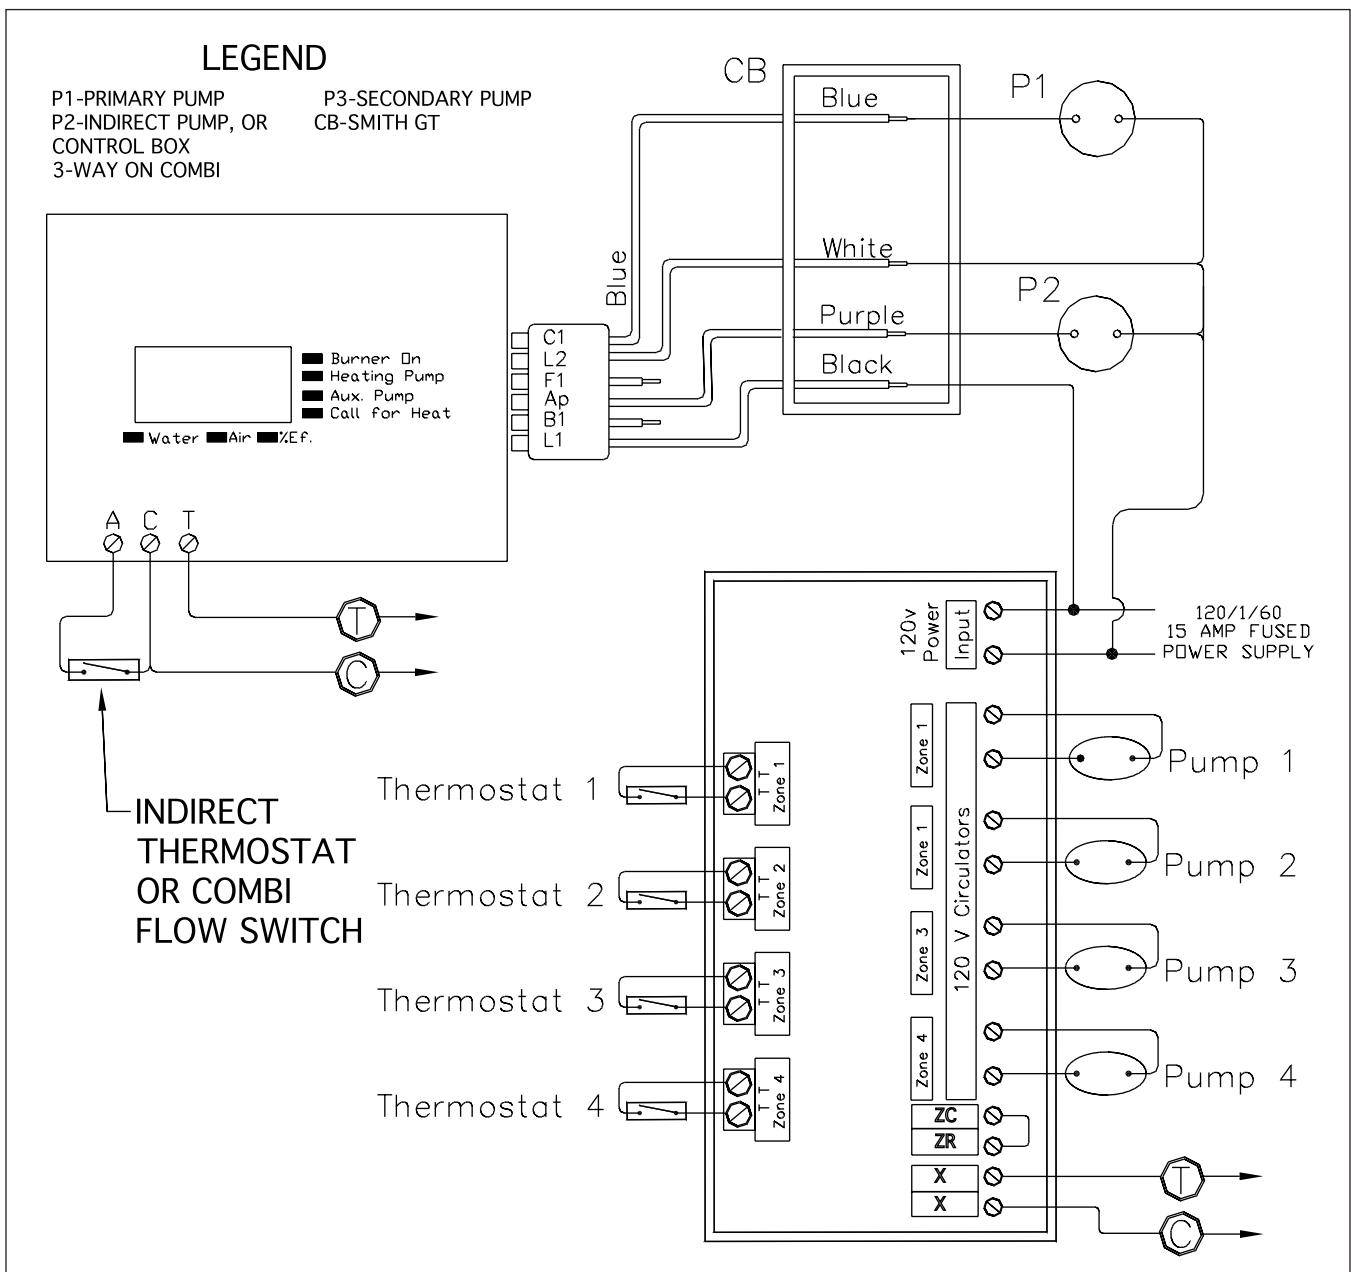 LEGEND
P1-PRIMARY PUMP P3-SECONDARY PUMP
P2-INDIRECT PUMP, OR CB-SMITH GT
CONTROL BOX
3-WAY ON COMBI
CB
P1
Blue
White
P2
Purple
Black
Blue
C1
L2
F1
Ap
B1
L1
Burner On
Heating Pump
Aux. Pump
Call for Heat
Water Air %Ef.
A C T
T
C
INDIRECT
THERMOSTAT
OR COMBI
FLOW SWITCH
120v
Power
Input
120/1/60
15 AMP FUSED
POWER SUPPLY
Thermostat 1
T T
Zone 1
Zone 1
Pump 1
Thermostat 2
T T
Zone 2
Zone 1
Pump 2
120 V Circulators
Thermostat 3
T T
Zone 3
Zone 3
Pump 3
Thermostat 4
T T
Zone 4
Zone 4
Pump 4
ZC
ZR
X
X
T
C